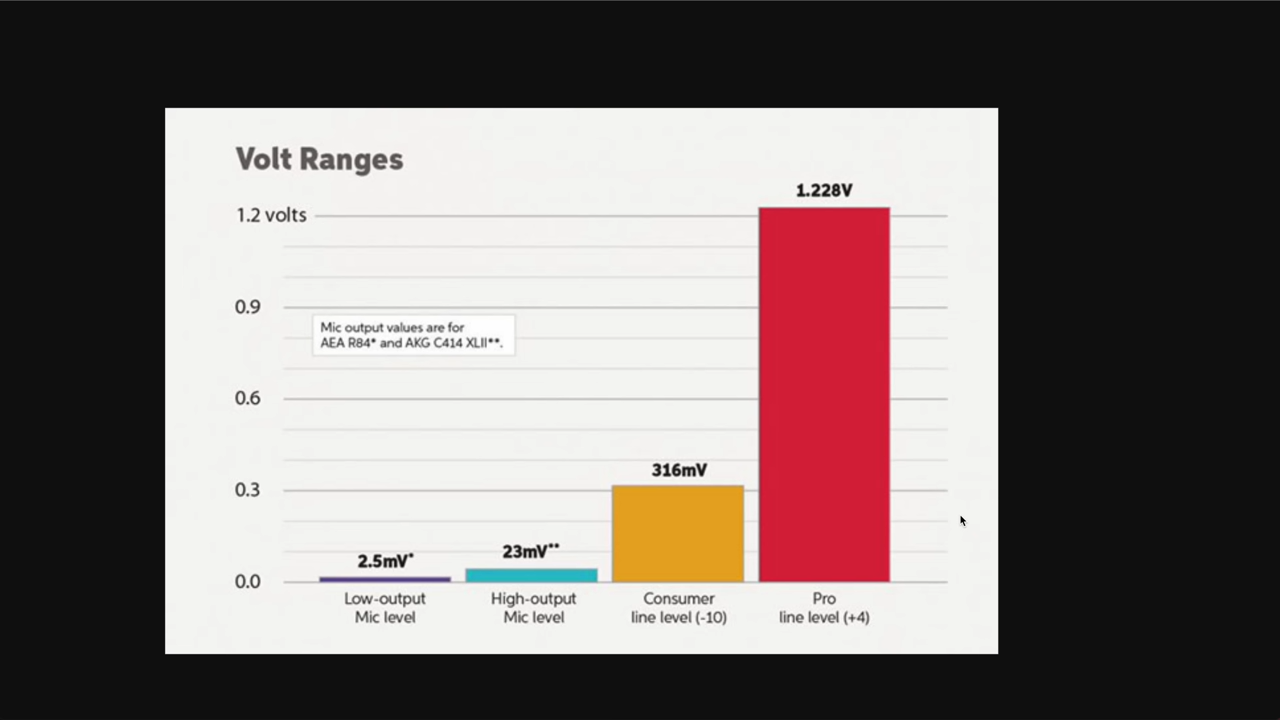 Volt Ranges
1.228V
1.2 volts
0.9
Mic output values are for
AEA R84* and AKG C414 XLII**.
0.6
316mV
0.3
23mV**
2.5mV*
0.0
Low-output
Mic level
High-output
Mic level
Consumer
line level (-10)
Pro
line level (+4)